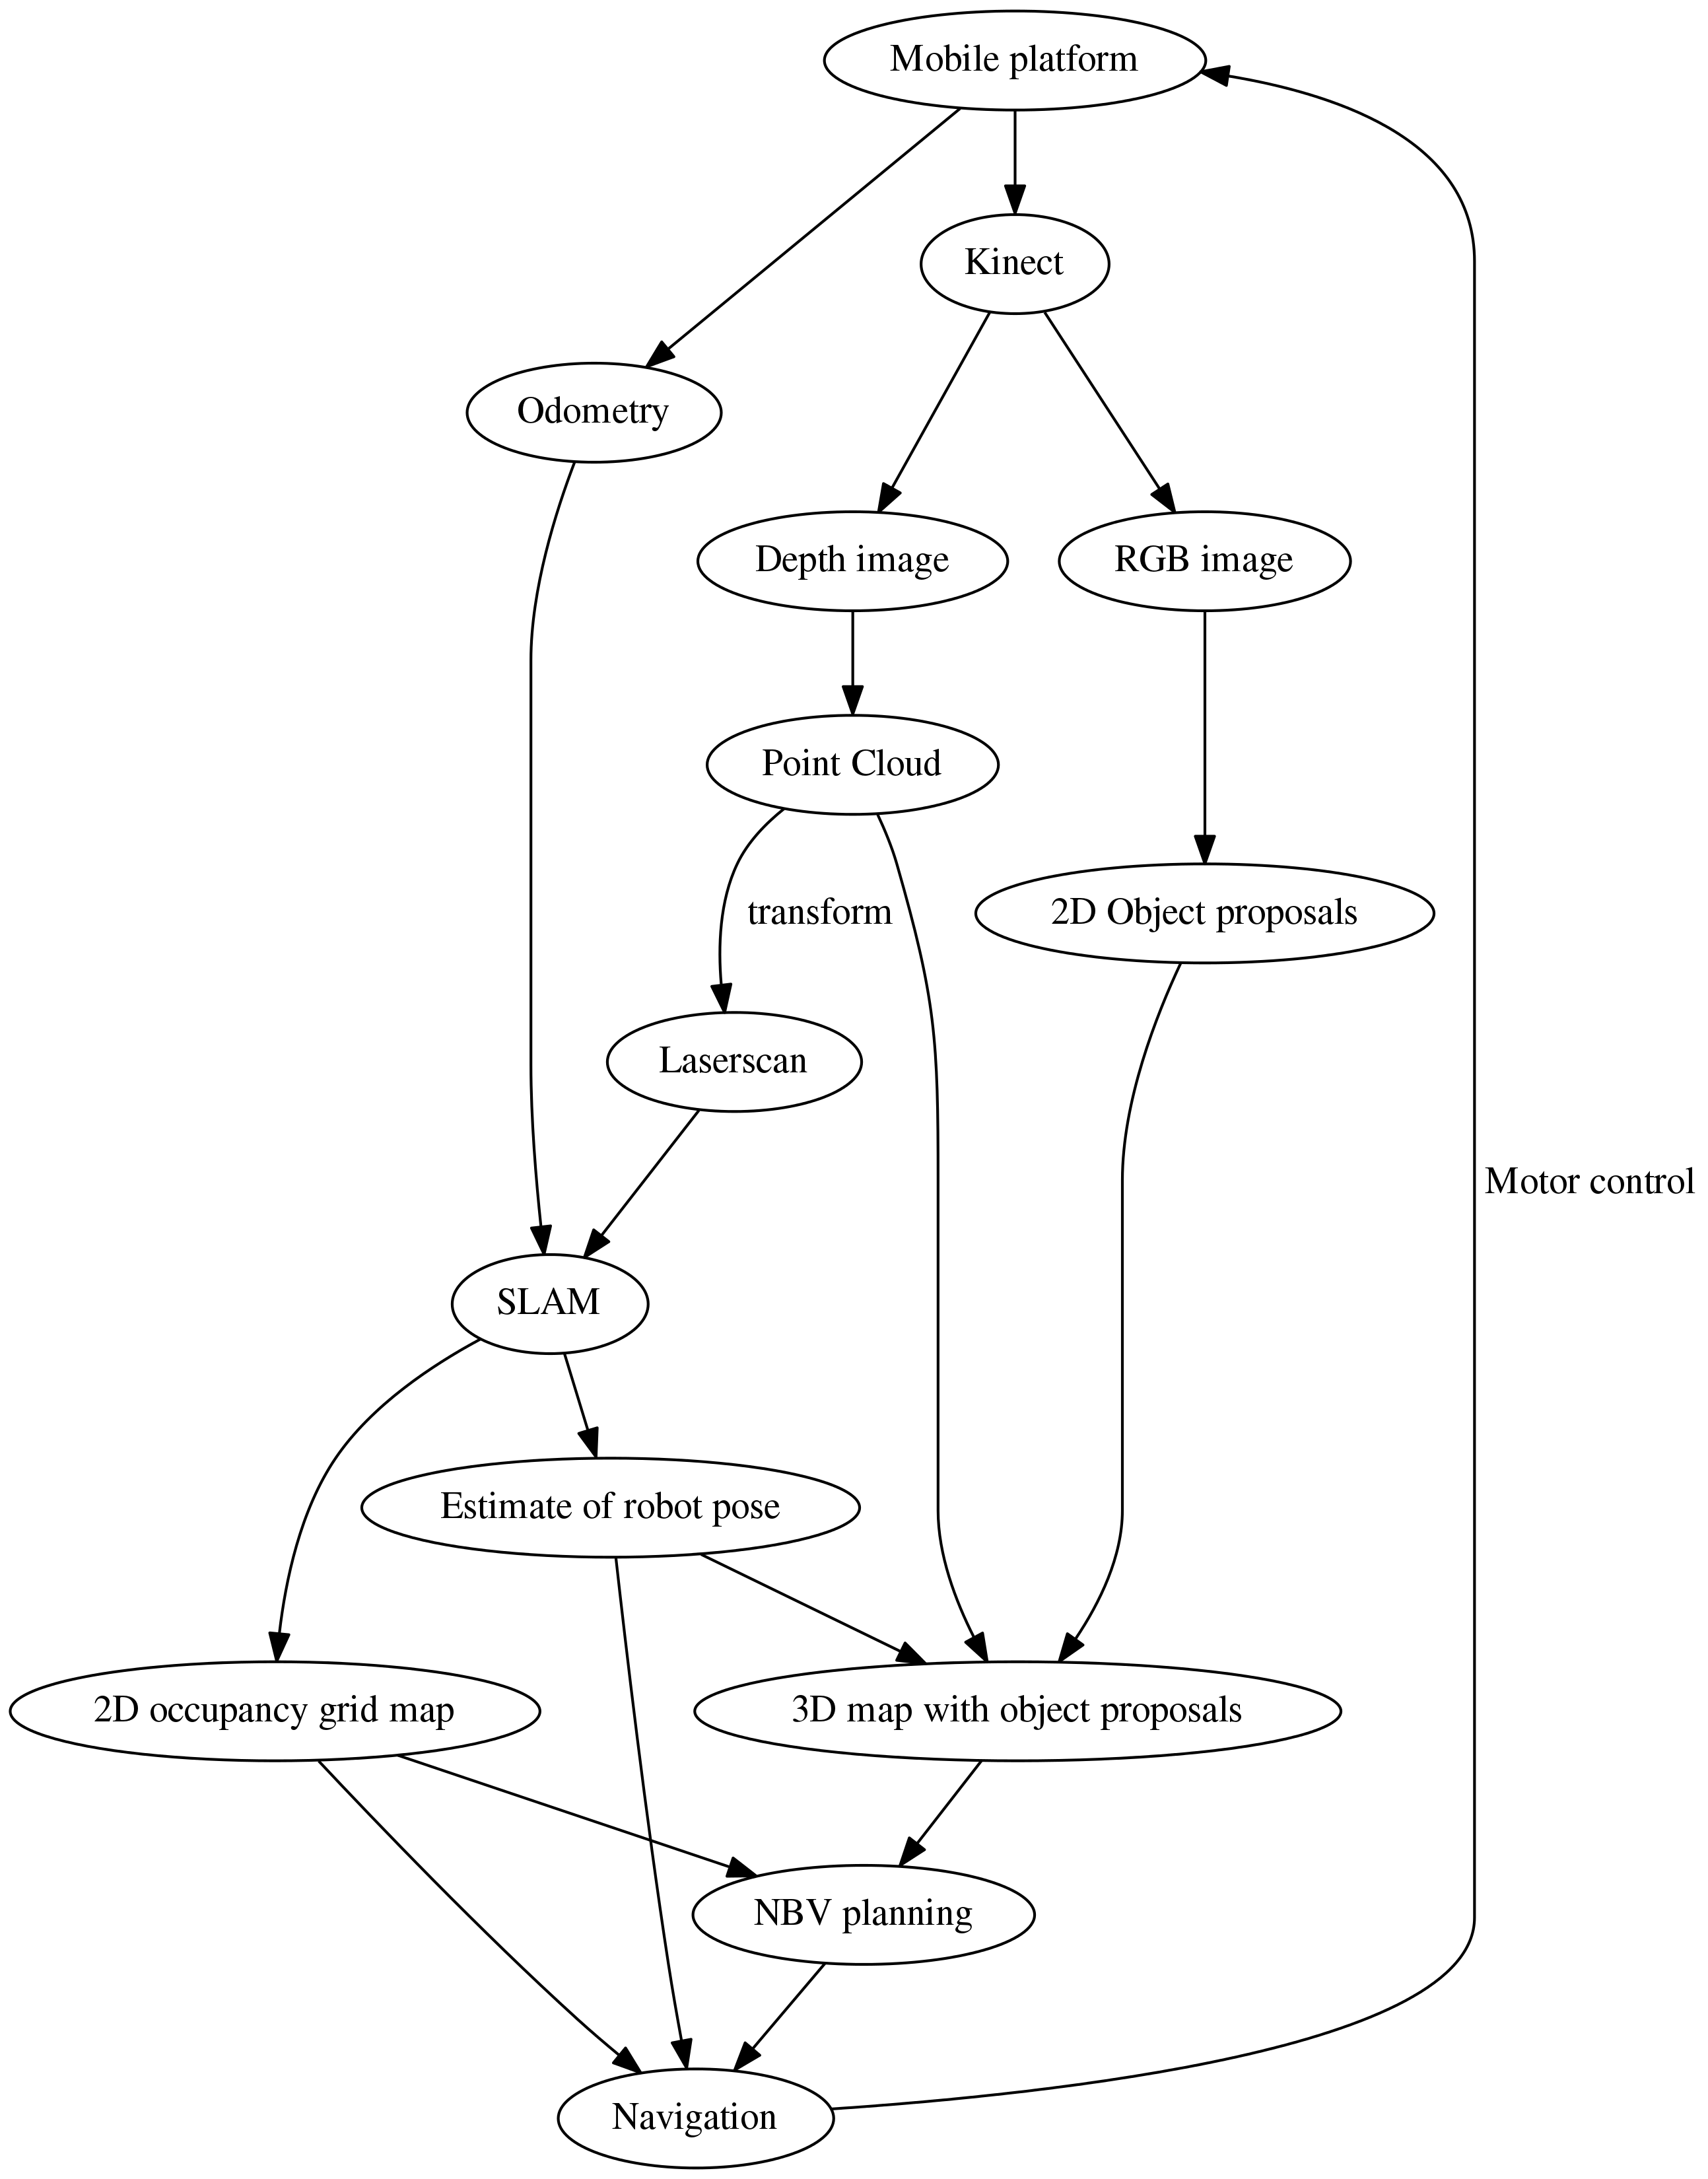 Mobile platform
Kinect
Odometry
Depth image
RGB image
Point Cloud
transform
2D Object proposals
Laserscan
Motor control
SLAM
Estimate of robot pose
2D occupancy grid map
3D map with object proposals
NBV planning
Navigation